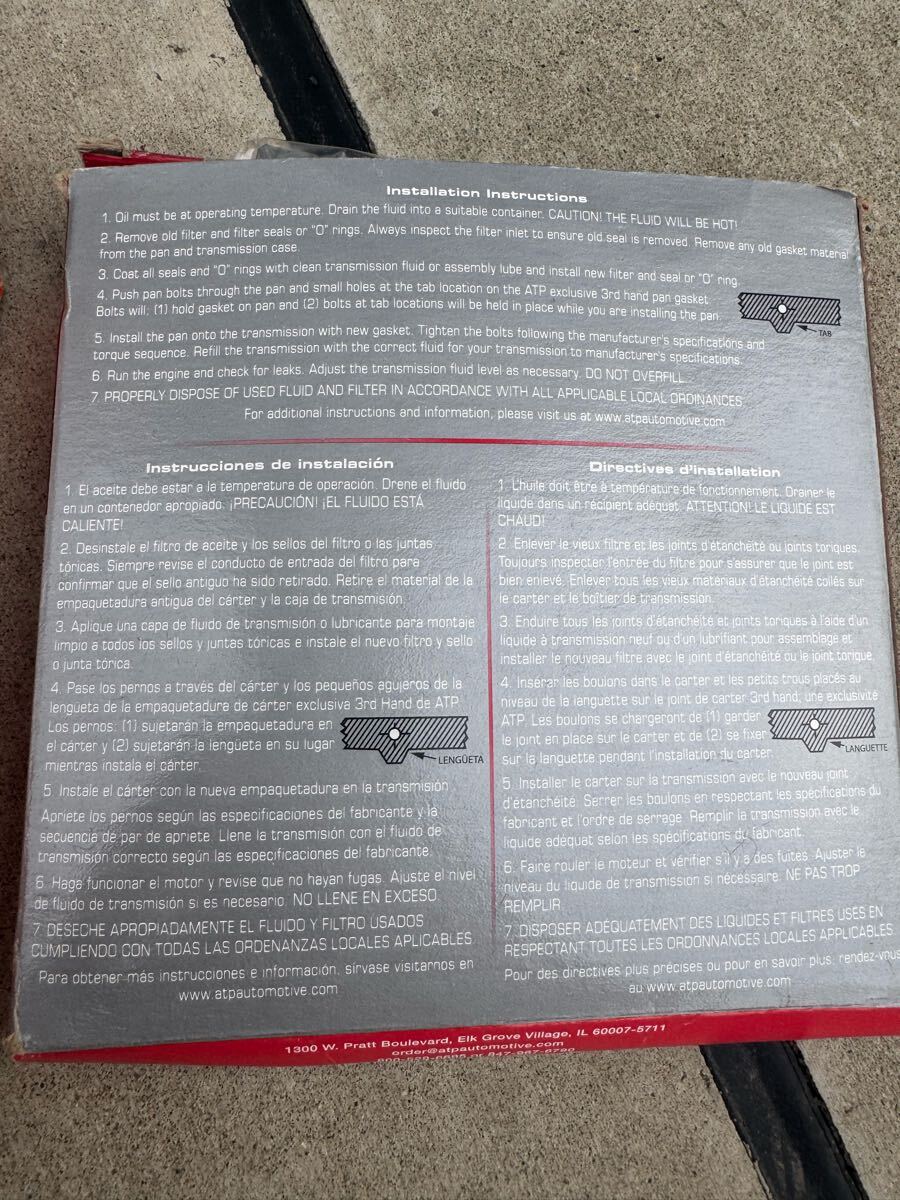 Installation Instructions
1. Oil must be at operating temperature. Drain the fluid into a suitable container. CAUTION! THE FLUID WILL BE HOT!
2. Remove old filter and filter seals or "O" rings. Always inspect the filter inlet to ensure old seal is removed. Remove any old gasket material
from the pan and transmission case.
3. Coat all seals and "O" rings with clean transmission fluid or assembly lube and install new filter and seal or "O" ring.
4. Push pan bolts through the pan and small holes at the tab location on the ATP exclusive 3rd hand pan gasket.
Bolts will: (1) hold gasket on pan and (2) bolts at tab locations will be held in place while you are installing the pan.
TAB
5. Install the pan onto the transmission with new gasket. Tighten the bolts following the manufacturer's specifications and
torque sequence. Refill the transmission with the correct fluid for your transmission to manufacturer's specifications.
6. Run the engine and check for leaks. Adjust the transmission fluid level as necessary. DO NOT OVERFILL.
7. PROPERLY DISPOSE OF USED FLUID AND FILTER IN ACCORDANCE WITH ALL APPLICABLE LOCAL ORDINANCES
For additional instructions and information, please visit us at www.atpautomotive.com
Instrucciones de instalación
1. El aceite debe estar a la temperatura de operación. Drene el fluido
en un contenedor apropiado. ¡PRECAUCIÓN! ¡EL FLUIDO ESTÁ
CALIENTE!
2. Desinstale el filtro de aceite y los sellos del filtro o las juntas
tóricas. Siempre revise el conducto de entrada del filtro para
confirmar que el sello antiguo ha sido retirado. Retire el material de la
empaquetadura antigua del cárter y la caja de transmisión.
3. Aplique una capa de fluido de transmisión o lubricante para montaje
limpio a todos los sellos y juntas tóricas e instale el nuevo filtro y sello
o junta tórica.
4. Pase los pernos a través del cárter y los pequeños agujeros de la
lengüeta de la empaquetadura de cárter exclusiva 3rd Hand de ATP.
Los pernos: (1) sujetarán la empaquetadura en
el cárter y (2) sujetarán la lengüeta en su lugar
mientras instala el cárter.
LENGÜETA
5. Instale el cárter con la nueva empaquetadura en la transmisión.
Apriete los pernos según las especificaciones del fabricante y la
secuencia de par de apriete. Llene la transmisión con el fluido de
transmisión correcto según las especificaciones del fabricante.
6. Haga funcionar el motor y revise que no hayan fugas. Ajuste el nivel
de fluido de transmisión si es necesario. NO LLENE EN EXCESO.
7. DESECHE APROPIADAMENTE EL FLUIDO Y FILTRO USADOS
CUMPLIENDO CON TODAS LAS ORDENANZAS LOCALES APLICABLES.
Para obtener más instrucciones e información, sírvase visitarnos en
www.atpautomotive.com
Directives d'installation
1. L'huile doit être à température de fonctionnement. Drainer le
liquide dans un récipient adéquat. ATTENTION! LE LIQUIDE EST
CHAUD!
2. Enlever le vieux filtre et les joints d'étanchéité ou joints toriques.
Toujours inspecter l'entrée du filtre pour s'assurer que le joint est
bien enlevé. Enlever tous les vieux matériaux d'étanchéité collés sur
le carter et le boîtier de transmission.
3. Enduire tous les joints d'étanchéité et joints toriques à l'aide d'un
liquide à transmission neuf ou d'un lubrifiant pour assemblage et
installer le nouveau filtre avec le joint d'étanchéité ou le joint torique.
4. Insérar les boulons dans le carter et les petits trous placés au
niveau de la languette sur le joint de carter 3rd hand, une exclusivité
ATP. Les boulons se chargeront de (1) garder
le joint en place sur le carter et de (2) se fixer
sur la languette pendant l'installation du carter.
LANGUETTE
5. Installer le carter sur la transmission avec le nouveau joint
d'étanchéité. Serrer les boulons en respectant les spécifications du
fabricant et l'ordre de serrage. Remplir la transmission avec le
liquide adéquat selon les spécifications du fabricant.
6. Faire rouler le moteur et vérifier s'il y a des fuites. Ajuster le
niveau du liquide de transmission si nécessaire. NE PAS TROP
REMPLIR.
7. DISPOSER ADÉQUATEMENT DES LIQUIDES ET FILTRES USÉS EN
RESPECTANT TOUTES LES ORDONNANCES LOCALES APPLICABLES.
Pour des directives plus précises ou pour en savoir plus, rendez-vous
au www.atpautomotive.com
1300 W. Pratt Boulevard, Elk Grove Village, IL 60007-5711
order@atpautomotive.com